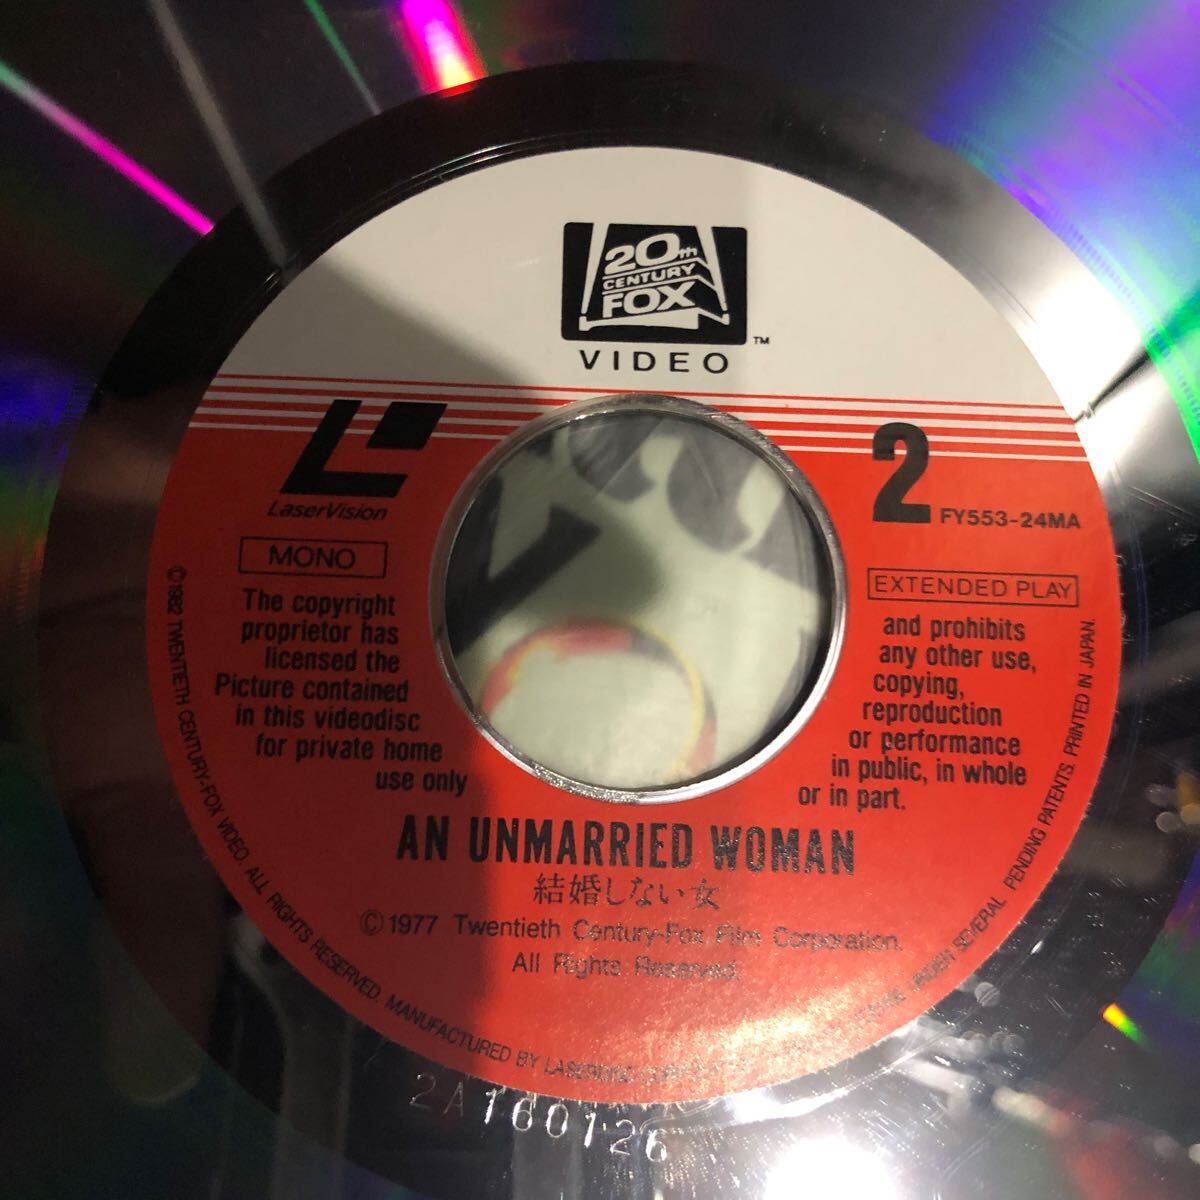 20th
CENTURY
FOX
TM
VIDEO
LaserVision
2
FY553-24MA
MONO
EXTENDED PLAY
The copyright
proprietor has
licensed the
Picture contained
in this videodisc
for private home
use only
and prohibits
any other use,
copying,
reproduction
or performance
in public, in whole
or in part.
AN UNMARRIED WOMAN
結婚しない女
©1977 Twentieth Century-Fox Film Corporation.
All Rights Reserved.
©1982 TWENTIETH CENTURY-FOX VIDEO. ALL RIGHTS RESERVED. MANUFACTURED BY LASERDISC SEVERAL PENDING PATENTS. PRINTED IN JAPAN.
2A160126